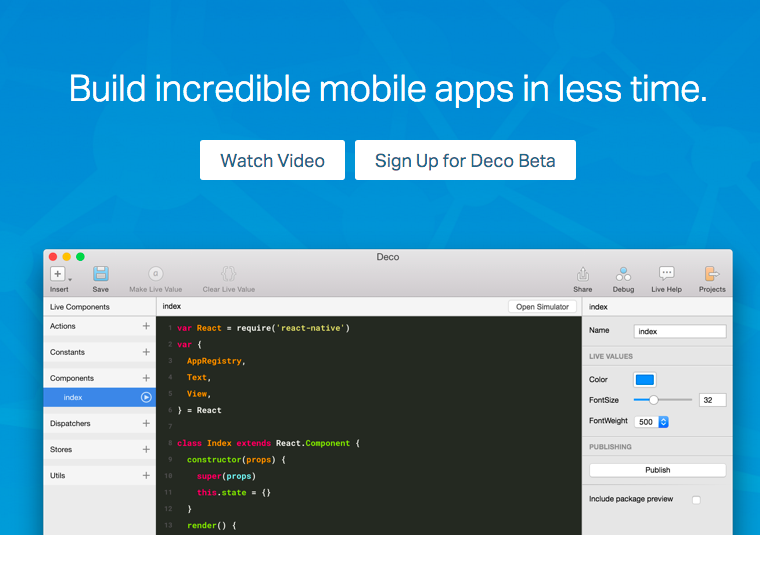 Build incredible mobile apps in less time.
Watch Video
Sign Up for Deco Beta
Deco
Insert
Save
Make Live Value
Clear Live Value
Share
Debug
Live Help
Projects
Live Components
Actions
Constants
Components
index
Dispatchers
Stores
Utils
index
Open Simulator
1 var React = require('react-native')
2 var {
3 AppRegistry,
4 Text,
5 View,
6 } = React
7
8 class Index extends React.Component {
9 constructor(props) {
10 super(props)
11 this.state = {}
12 }
13 render() {
index
Name index
LIVE VALUES
Color
FontSize 32
FontWeight 500
PUBLISHING
Publish
Include package preview